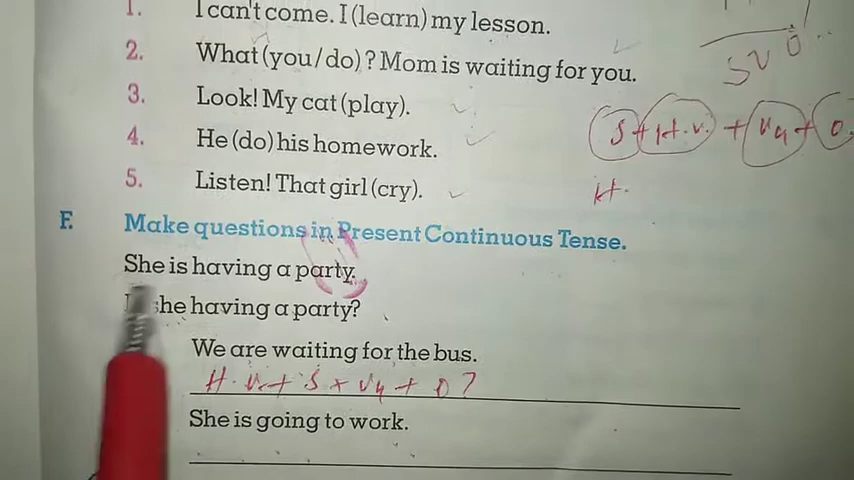 1. I can't come. I (learn) my lesson.
2. What (you/do)? Mom is waiting for you.
S V O
3. Look! My cat (play).
S + H.v. + V4 + O
4. He (do) his homework.
H.
5. Listen! That girl (cry).
F. Make questions in Present Continuous Tense.
She is having a party.
she having a party?
We are waiting for the bus.
H.v. + S + V4 + O?
She is going to work.